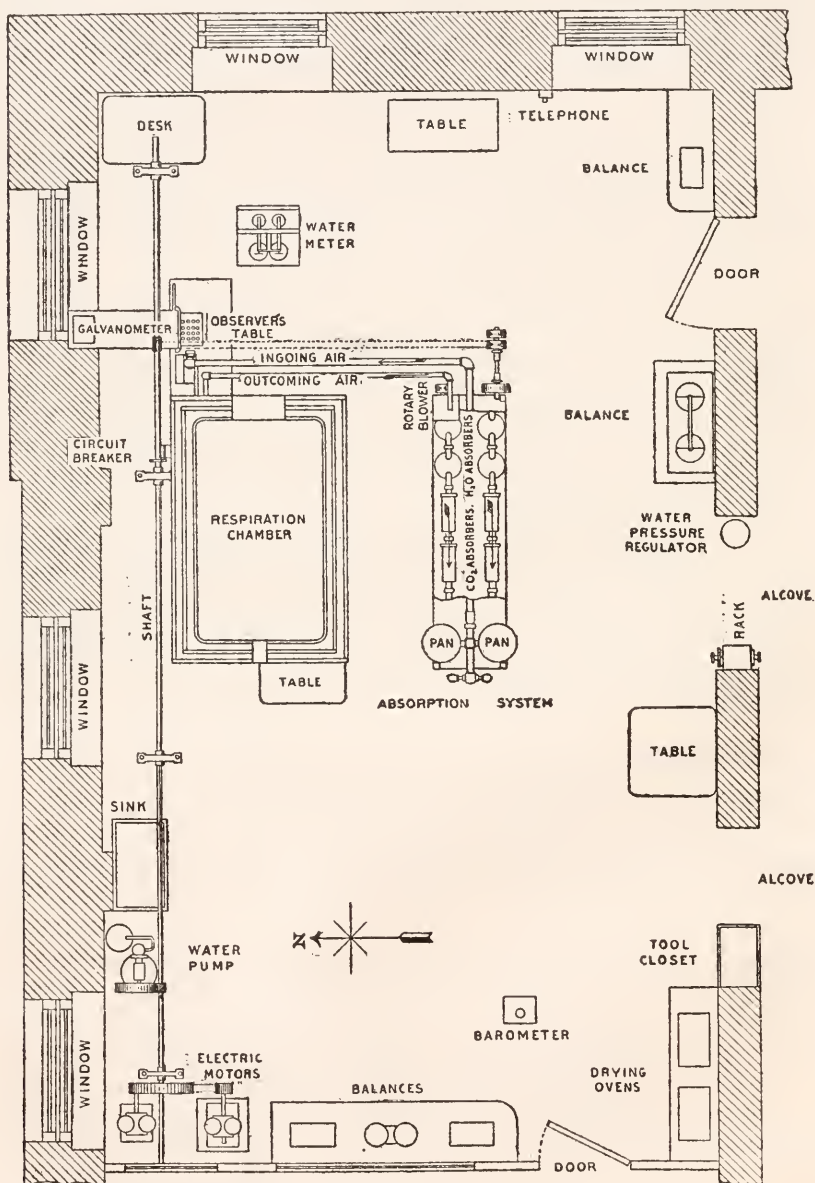 WINDOW
WINDOW
DESK
TABLE
TELEPHONE
BALANCE
WINDOW
WATER
METER
DOOR
GALVANOMETER
OBSERVER'S
TABLE
INGOING AIR
OUTCOMING AIR
ROTARY
BLOWER
CO₂ ABSORBERS. H₂O ABSORBERS
BALANCE
CIRCUIT
BREAKER
RESPIRATION
CHAMBER
WATER
PRESSURE
REGULATOR
ALCOVE
RACK
SHAFT
PAN
PAN
WINDOW
TABLE
ABSORPTION SYSTEM
TABLE
SINK
ALCOVE
N
WATER
PUMP
TOOL
CLOSET
BAROMETER
WINDOW
ELECTRIC
MOTORS
BALANCES
DRYING
OVENS
DOOR